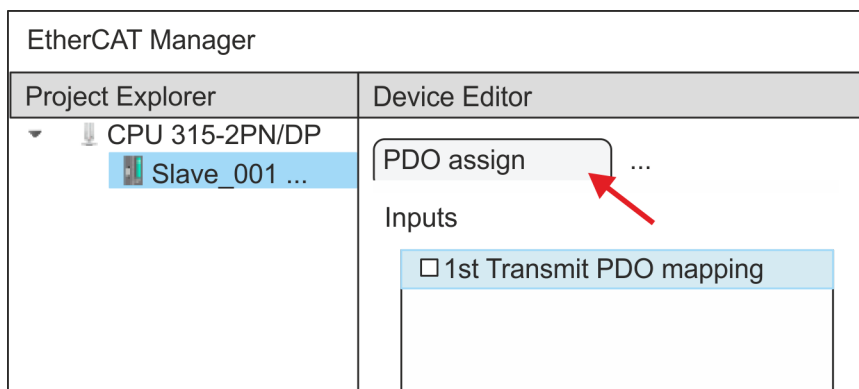 EtherCAT Manager
Project Explorer
Device Editor
CPU 315-2PN/DP
Slave_001 ...
PDO assign
...
Inputs
1st Transmit PDO mapping